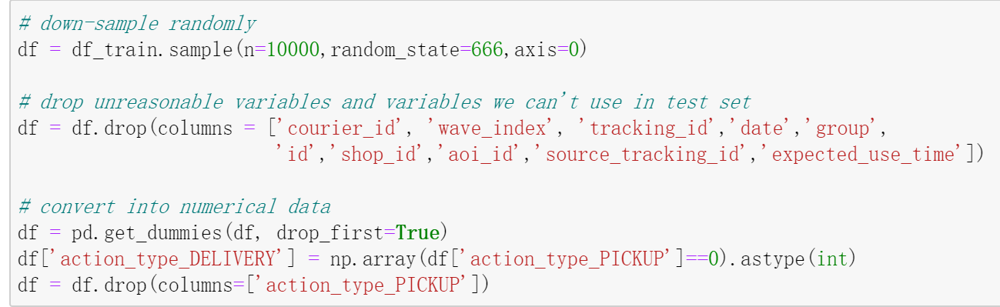 # down-sample randomly
df = df_train.sample(n=10000,random_state=666,axis=0)
# drop unreasonable variables and variables we can't use in test set
df = df.drop(columns = ['courier_id', 'wave_index', 'tracking_id','date','group',
'id','shop_id','aoi_id','source_tracking_id','expected_use_time'])
# convert into numerical data
df = pd.get_dummies(df, drop_first=True)
df['action_type_DELIVERY'] = np.array(df['action_type_PICKUP']==0).astype(int)
df = df.drop(columns=['action_type_PICKUP'])